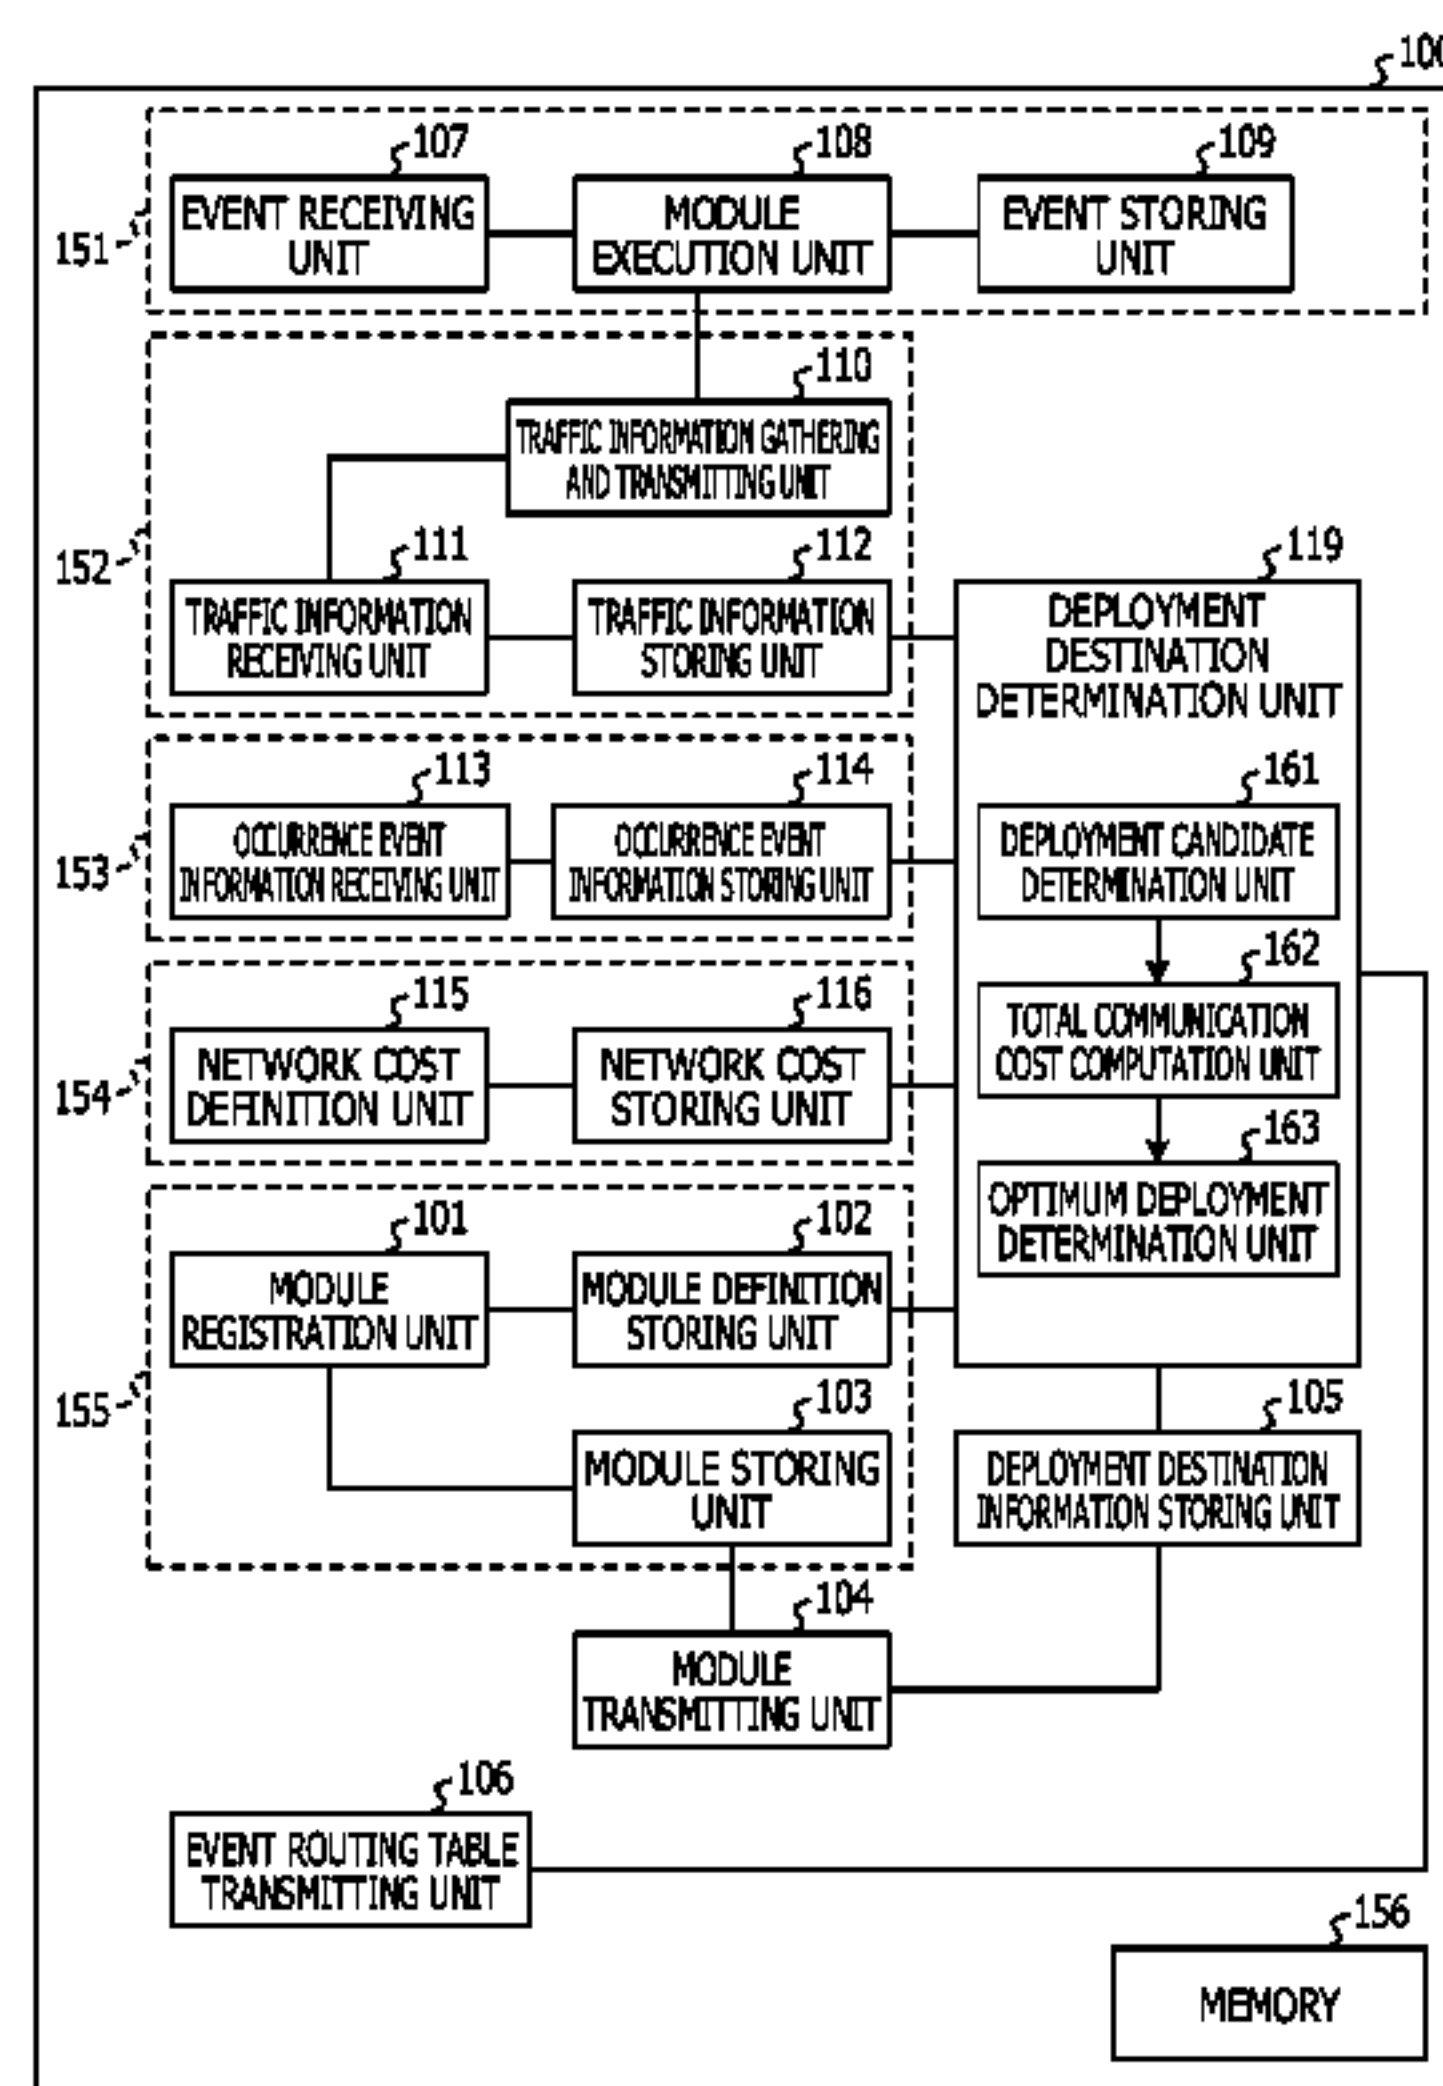 100
107
108
109
EVENT RECEIVING
UNIT
MODULE
EXECUTION UNIT
EVENT STORING
UNIT
151
110
TRAFFIC INFORMATION GATHERING
AND TRANSMITTING UNIT
152
111
112
119
TRAFFIC INFORMATION
RECEIVING UNIT
TRAFFIC INFORMATION
STORING UNIT
DEPLOYMENT
DESTINATION
DETERMINATION UNIT
113
114
161
153
OCCURRENCE EVENT
INFORMATION RECEIVING UNIT
OCCURRENCE EVENT
INFORMATION STORING UNIT
DEPLOYMENT CANDIDATE
DETERMINATION UNIT
162
115
116
TOTAL COMMUNICATION
COST COMPUTATION UNIT
154
NETWORK COST
DEFINITION UNIT
NETWORK COST
STORING UNIT
163
OPTIMUM DEPLOYMENT
DETERMINATION UNIT
101
102
MODULE
REGISTRATION UNIT
MODULE DEFINITION
STORING UNIT
155
103
105
MODULE STORING
UNIT
DEPLOYMENT DESTINATION
INFORMATION STORING UNIT
104
MODULE
TRANSMITTING UNIT
106
EVENT ROUTING TABLE
TRANSMITTING UNIT
156
MEMORY